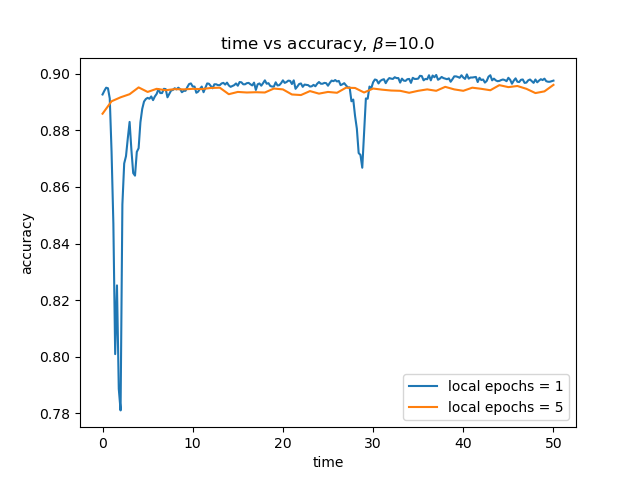 time vs accuracy, β=10.0
accuracy
0.90
0.88
0.86
0.84
0.82
0.80
0.78
0 10 20 30 40 50
time
local epochs = 1
local epochs = 5